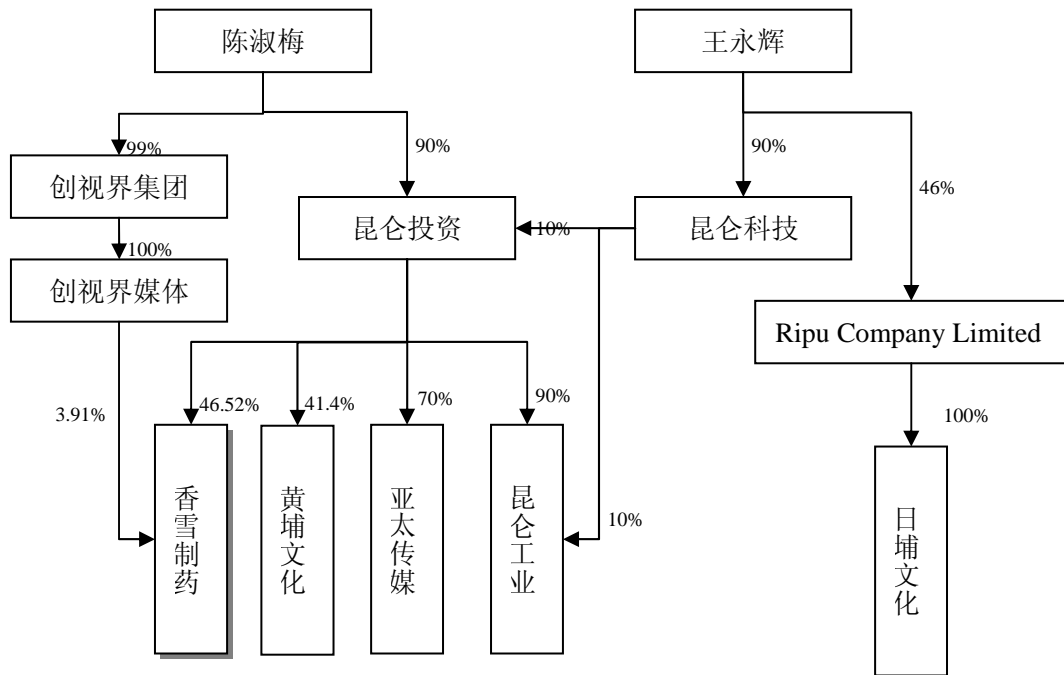 陈淑梅
王永辉
99%
90%
90%
46%
创视界集团
昆仑投资
10%
昆仑科技
100%
创视界媒体
Ripu Company Limited
3.91%
46.52%
41.4%
70%
90%
100%
香雪制药
黄埔文化
亚太传媒
昆仑工业
10%
日埔文化